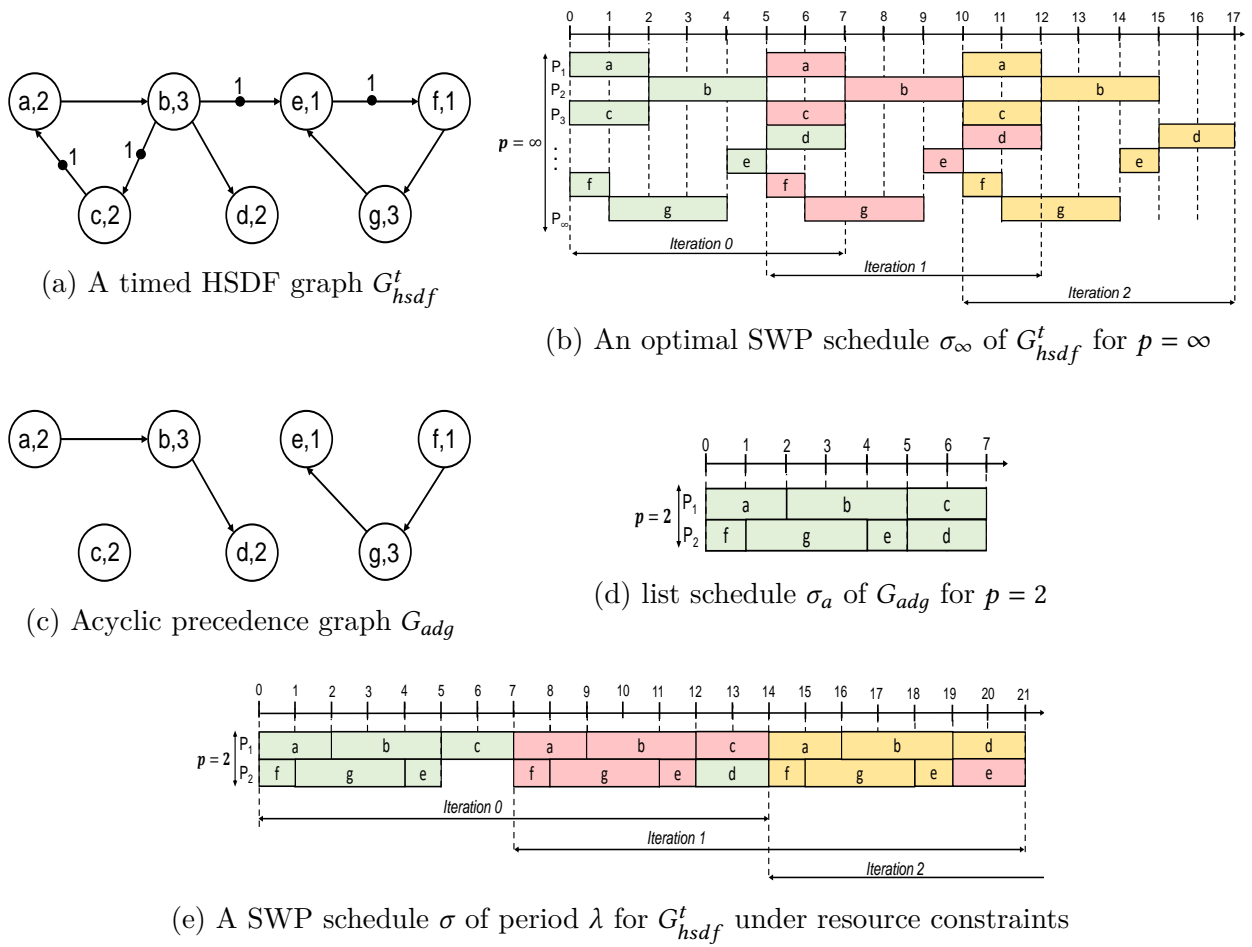 0 1 2 3 4 5 6 7 8 9 10 11 12 13 14 15 16 17
P1 a a a
P2 b b b
P3 c c c
p = ∞ d d d
⋮ e e e
f f f
P∞ g g g
Iteration 0
Iteration 1
Iteration 2
a,2 b,3 1 e,1 1 f,1
1 1
c,2 d,2 g,3
(a) A timed HSDF graph G^t_hsdf
(b) An optimal SWP schedule σ∞ of G^t_hsdf for p = ∞
a,2 b,3 e,1 f,1
c,2 d,2 g,3
(c) Acyclic precedence graph G_adg
0 1 2 3 4 5 6 7
p = 2 P1 a b c
P2 f g e d
(d) list schedule σa of G_adg for p = 2
0 1 2 3 4 5 6 7 8 9 10 11 12 13 14 15 16 17 18 19 20 21
p = 2 P1 a b c a b c a b d
P2 f g e f g e d f g e e
Iteration 0
Iteration 1
Iteration 2
(e) A SWP schedule σ of period λ for G^t_hsdf under resource constraints